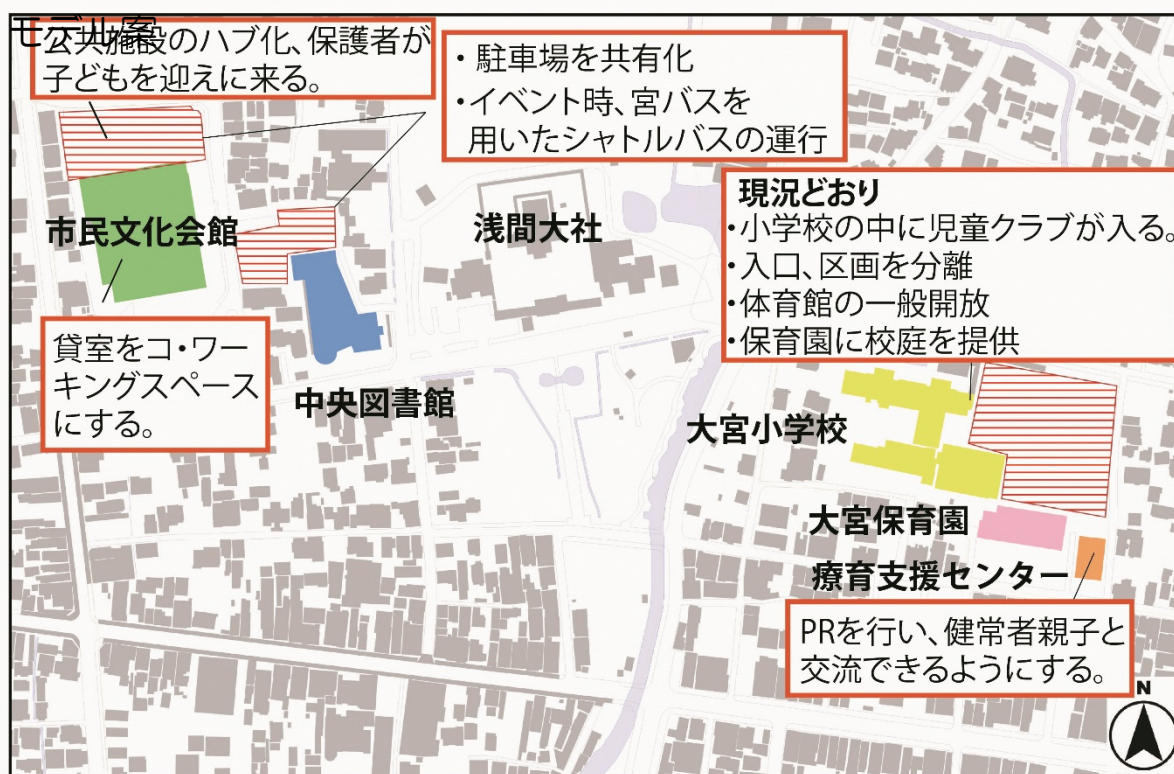 モデル案
公共施設のハブ化、保護者が
子どもを迎えに来る。
・駐車場を共有化
・イベント時、宮バスを
用いたシャトルバスの運行
現況どおり
・小学校の中に児童クラブが入る。
・入口、区画を分離
・体育館の一般開放
・保育園に校庭を提供
市民文化会館
浅間大社
貸室をコ・ワー
キングスペース
にする。
中央図書館
大宮小学校
大宮保育園
療育支援センター
PRを行い、健常者親子と
交流できるようにする。
N